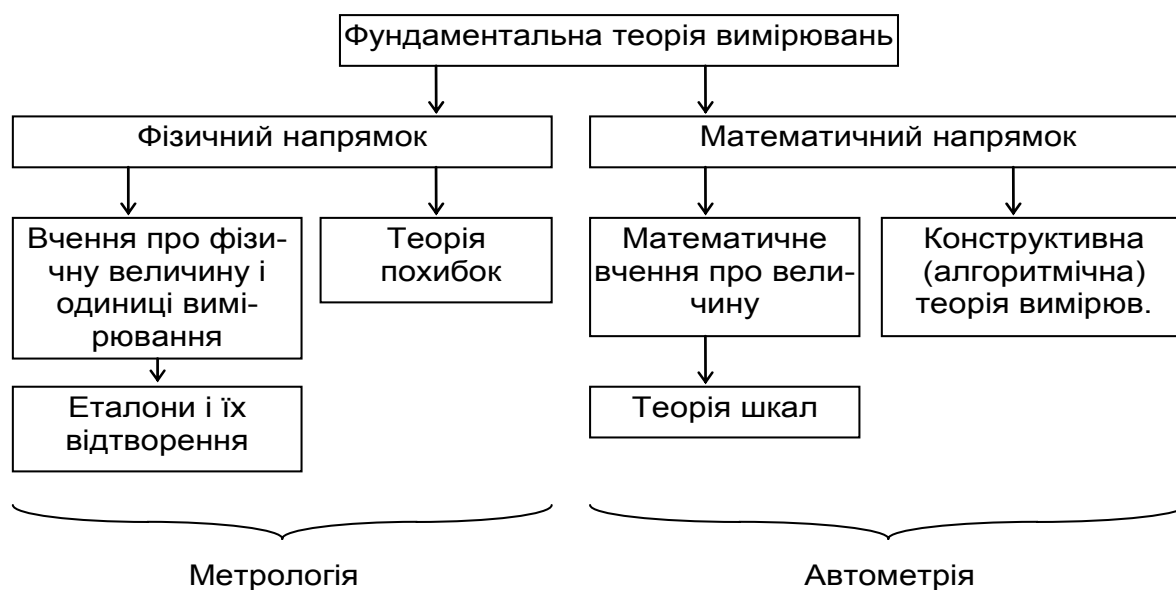 Фундаментальна теорія вимірювань
Фізичний напрямок
Математичний напрямок
Вчення про фізи-
чну величину і
одиниці вимі-
рювання
Теорія
похибок
Математичне
вчення про вели-
чину
Конструктивна
(алгоритмічна)
теорія вимірюв.
Еталони і їх
відтворення
Теорія шкал
Метрологія
Автометрія